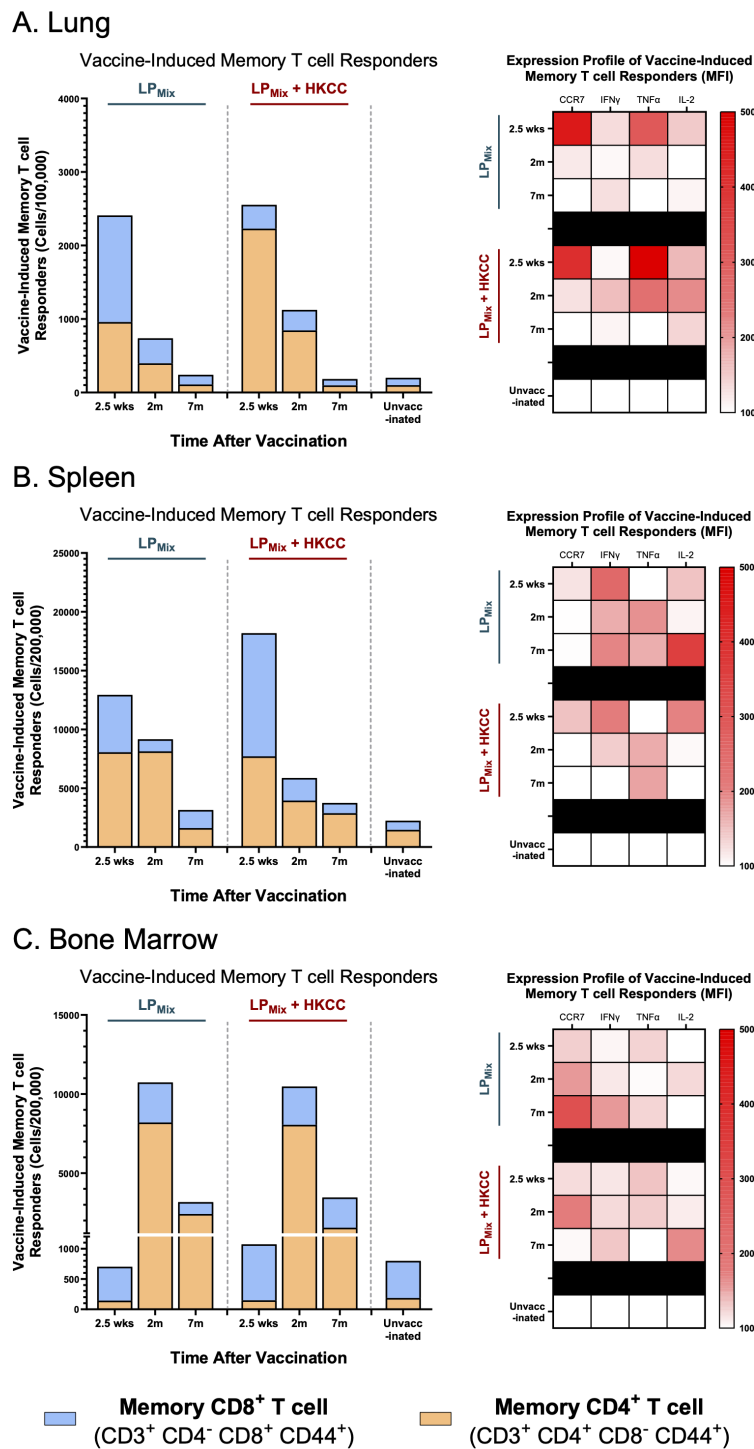 A. Lung
Vaccine-Induced Memory T cell Responders
LPMix
LPMix + HKCC
Vaccine-Induced Memory T cell
Responders (Cells/100,000)
4000
3000
2000
1000
0
2.5 wks
2m
7m
2.5 wks
2m
7m
Unvacc
-inated
Time After Vaccination
Expression Profile of Vaccine-Induced
Memory T cell Responders (MFI)
CCR7
IFNγ
TNFα
IL-2
LPMix
2.5 wks
2m
7m
LPMix + HKCC
2.5 wks
2m
7m
Unvacc
-inated
500
400
300
200
100
B. Spleen
Vaccine-Induced Memory T cell Responders
LPMix
LPMix + HKCC
Vaccine-Induced Memory T cell
Responders (Cells/200,000)
25000
20000
15000
10000
5000
0
2.5 wks
2m
7m
2.5 wks
2m
7m
Unvacc
-inated
Time After Vaccination
Expression Profile of Vaccine-Induced
Memory T cell Responders (MFI)
CCR7
IFNγ
TNFα
IL-2
LPMix
2.5 wks
2m
7m
LPMix + HKCC
2.5 wks
2m
7m
Unvacc
-inated
500
400
300
200
100
C. Bone Marrow
Vaccine-Induced Memory T cell Responders
LPMix
LPMix + HKCC
Vaccine-Induced Memory T cell
Responders (Cells/200,000)
15000
10000
5000
1000
500
0
2.5 wks
2m
7m
2.5 wks
2m
7m
Unvacc
-inated
Time After Vaccination
Expression Profile of Vaccine-Induced
Memory T cell Responders (MFI)
CCR7
IFNγ
TNFα
IL-2
LPMix
2.5 wks
2m
7m
LPMix + HKCC
2.5 wks
2m
7m
Unvacc
-inated
500
400
300
200
100
Memory CD8⁺ T cell
(CD3⁺ CD4⁻ CD8⁺ CD44⁺)
Memory CD4⁺ T cell
(CD3⁺ CD4⁺ CD8⁻ CD44⁺)